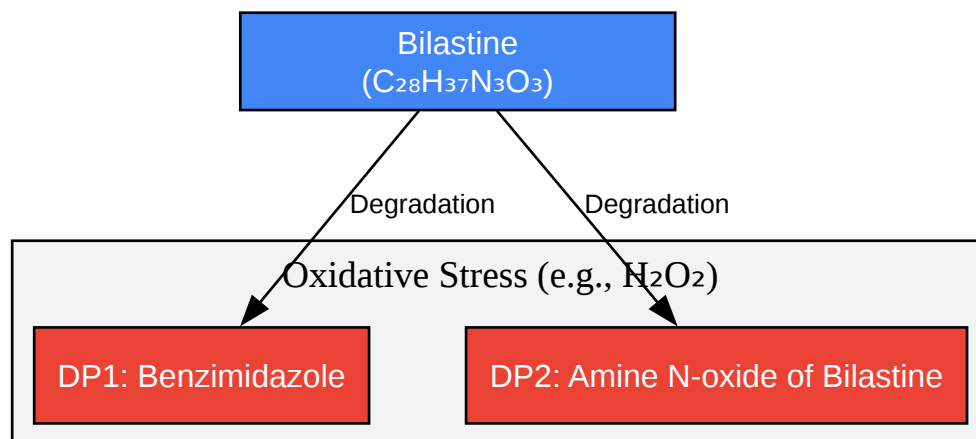 Bilastine
(C₂₈H₃₇N₃O₃)
Degradation
Degradation
Oxidative Stress (e.g., H₂O₂)
DP1: Benzimidazole
DP2: Amine N-oxide of Bilastine